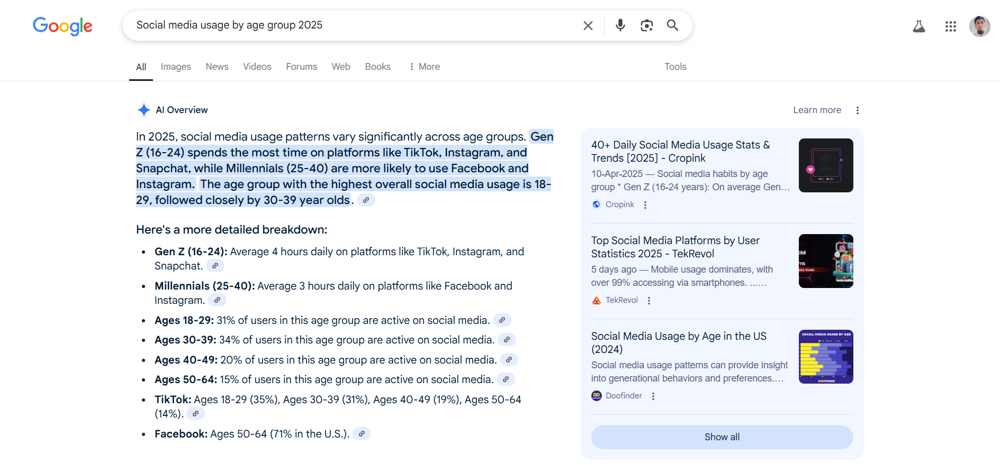 Google
Social media usage by age group 2025
All
Images
News
Videos
Forums
Web
Books
More
Tools
AI Overview
Learn more
In 2025, social media usage patterns vary significantly across age groups. Gen
Z (16-24) spends the most time on platforms like TikTok, Instagram, and
Snapchat, while Millennials (25-40) are more likely to use Facebook and
Instagram. The age group with the highest overall social media usage is 18-
29, followed closely by 30-39 year olds.
Here's a more detailed breakdown:
• Gen Z (16-24): Average 4 hours daily on platforms like TikTok, Instagram, and
Snapchat.
• Millennials (25-40): Average 3 hours daily on platforms like Facebook and
Instagram.
• Ages 18-29: 31% of users in this age group are active on social media.
• Ages 30-39: 34% of users in this age group are active on social media.
• Ages 40-49: 20% of users in this age group are active on social media.
• Ages 50-64: 15% of users in this age group are active on social media.
• TikTok: Ages 18-29 (35%), Ages 30-39 (31%), Ages 40-49 (19%), Ages 50-64
(14%).
• Facebook: Ages 50-64 (71% in the U.S.).
40+ Daily Social Media Usage Stats &
Trends [2025] - Cropink
10-Apr-2025 — Social media habits by age
group * Gen Z (16-24 years): On average Gen...
Cropink
Top Social Media Platforms by User
Statistics 2025 - TekRevol
5 days ago — Mobile usage dominates, with
over 99% accessing via smartphones. ...…
TekRevol
Social Media Usage by Age in the US
(2024)
Social media usage patterns can provide insight
into generational behaviors and preferences.…
SOCIAL MEDIA USAGE BY AGE
DOOFINDER
Doofinder
Show all